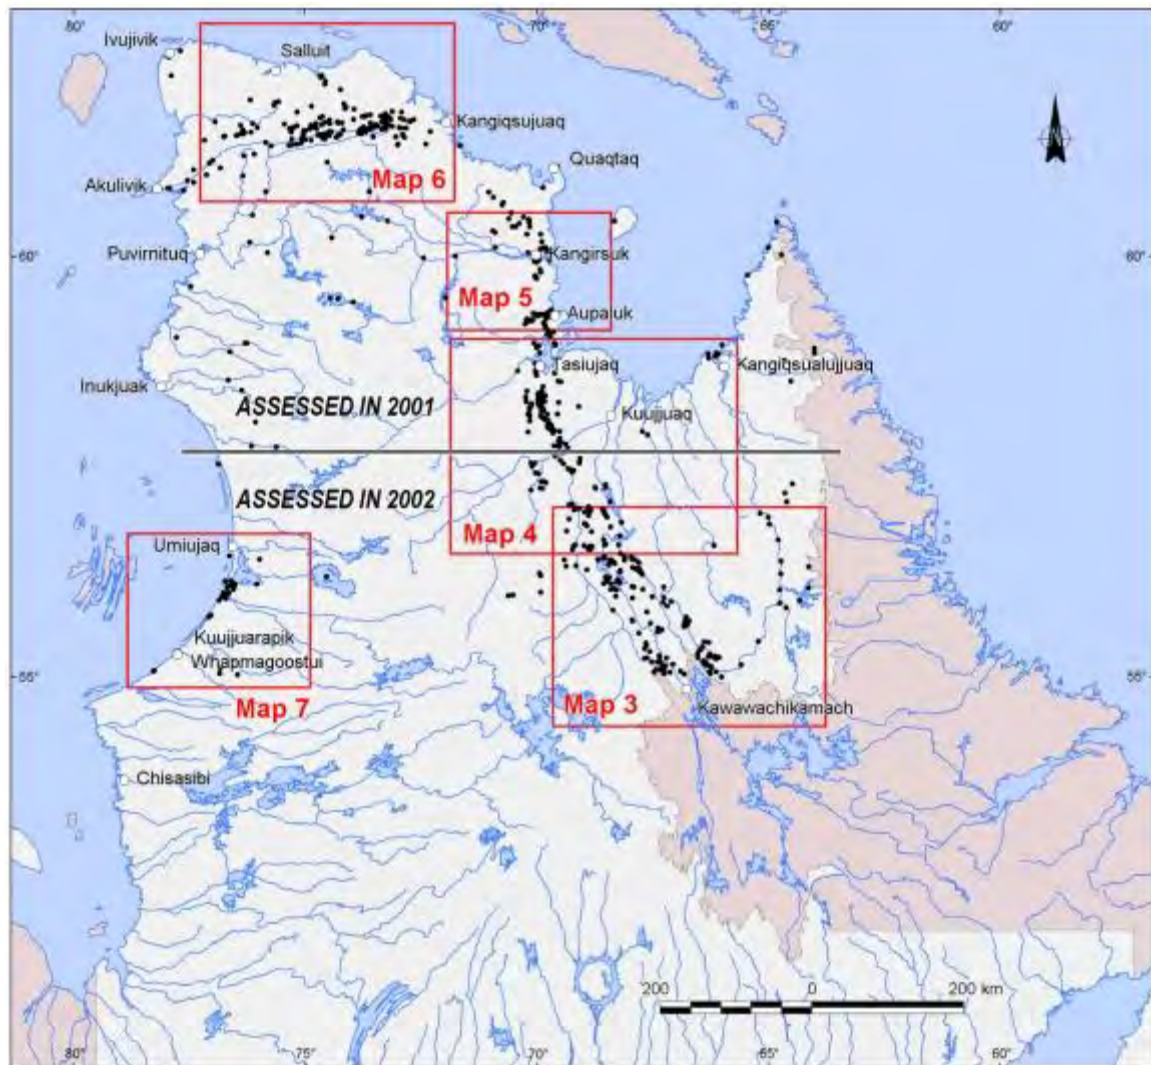 80°
70°
65°
60°
Ivujivik
Salluit
Kangiqsujuaq
Quaqtaq
Akulivik
Map 6
Puvirnituq
60°
60°
Kangirsuk
Map 5
Aupaluk
Tasiujaq
Kangiqsualujjuaq
Inukjuak
ASSESSED IN 2001
Kuujjuaq
ASSESSED IN 2002
Map 4
Umiujaq
Kuujjuarapik
Whapmagoostui
55°
55°
Map 7
Map 3
Kawawachikamach
Chisasibi
200 0 200 km
80°
75°
70°
65°
60°